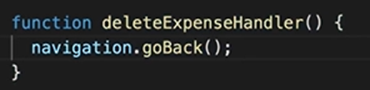 function deleteExpenseHandler() {
  navigation.goBack();
}